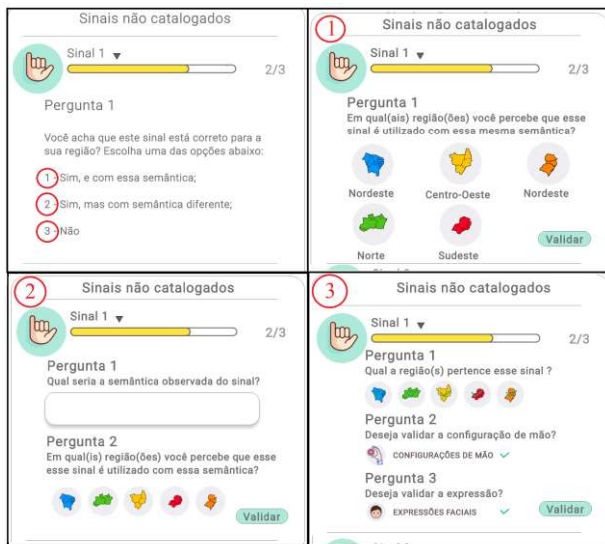 Sinais não catalogados
Sinal 1
2/3
Pergunta 1
Você acha que este sinal está correto para a
sua região? Escolha uma das opções abaixo:
1 - Sim, e com essa semântica;
2 - Sim, mas com semântica diferente;
3 - Não
1
Sinais não catalogados
Sinal 1
2/3
Pergunta 1
Em qual(ais) região(ões) você percebe que esse
sinal é utilizado com essa mesma semântica?
Nordeste
Centro-Oeste
Nordeste
Norte
Sudeste
Validar
2
Sinais não catalogados
Sinal 1
2/3
Pergunta 1
Qual seria a semântica observada do sinal?
Pergunta 2
Em qual(is) região(ões) você percebe que esse
esse sinal é utilizado com essa semântica?
Validar
3
Sinais não catalogados
Sinal 1
2/3
Pergunta 1
Qual a região(s) pertence esse sinal ?
Pergunta 2
Deseja validar a configuração de mão?
CONFIGURAÇÕES DE MÃO
Pergunta 3
Deseja validar a expressão?
EXPRESSÕES FACIAIS
Validar